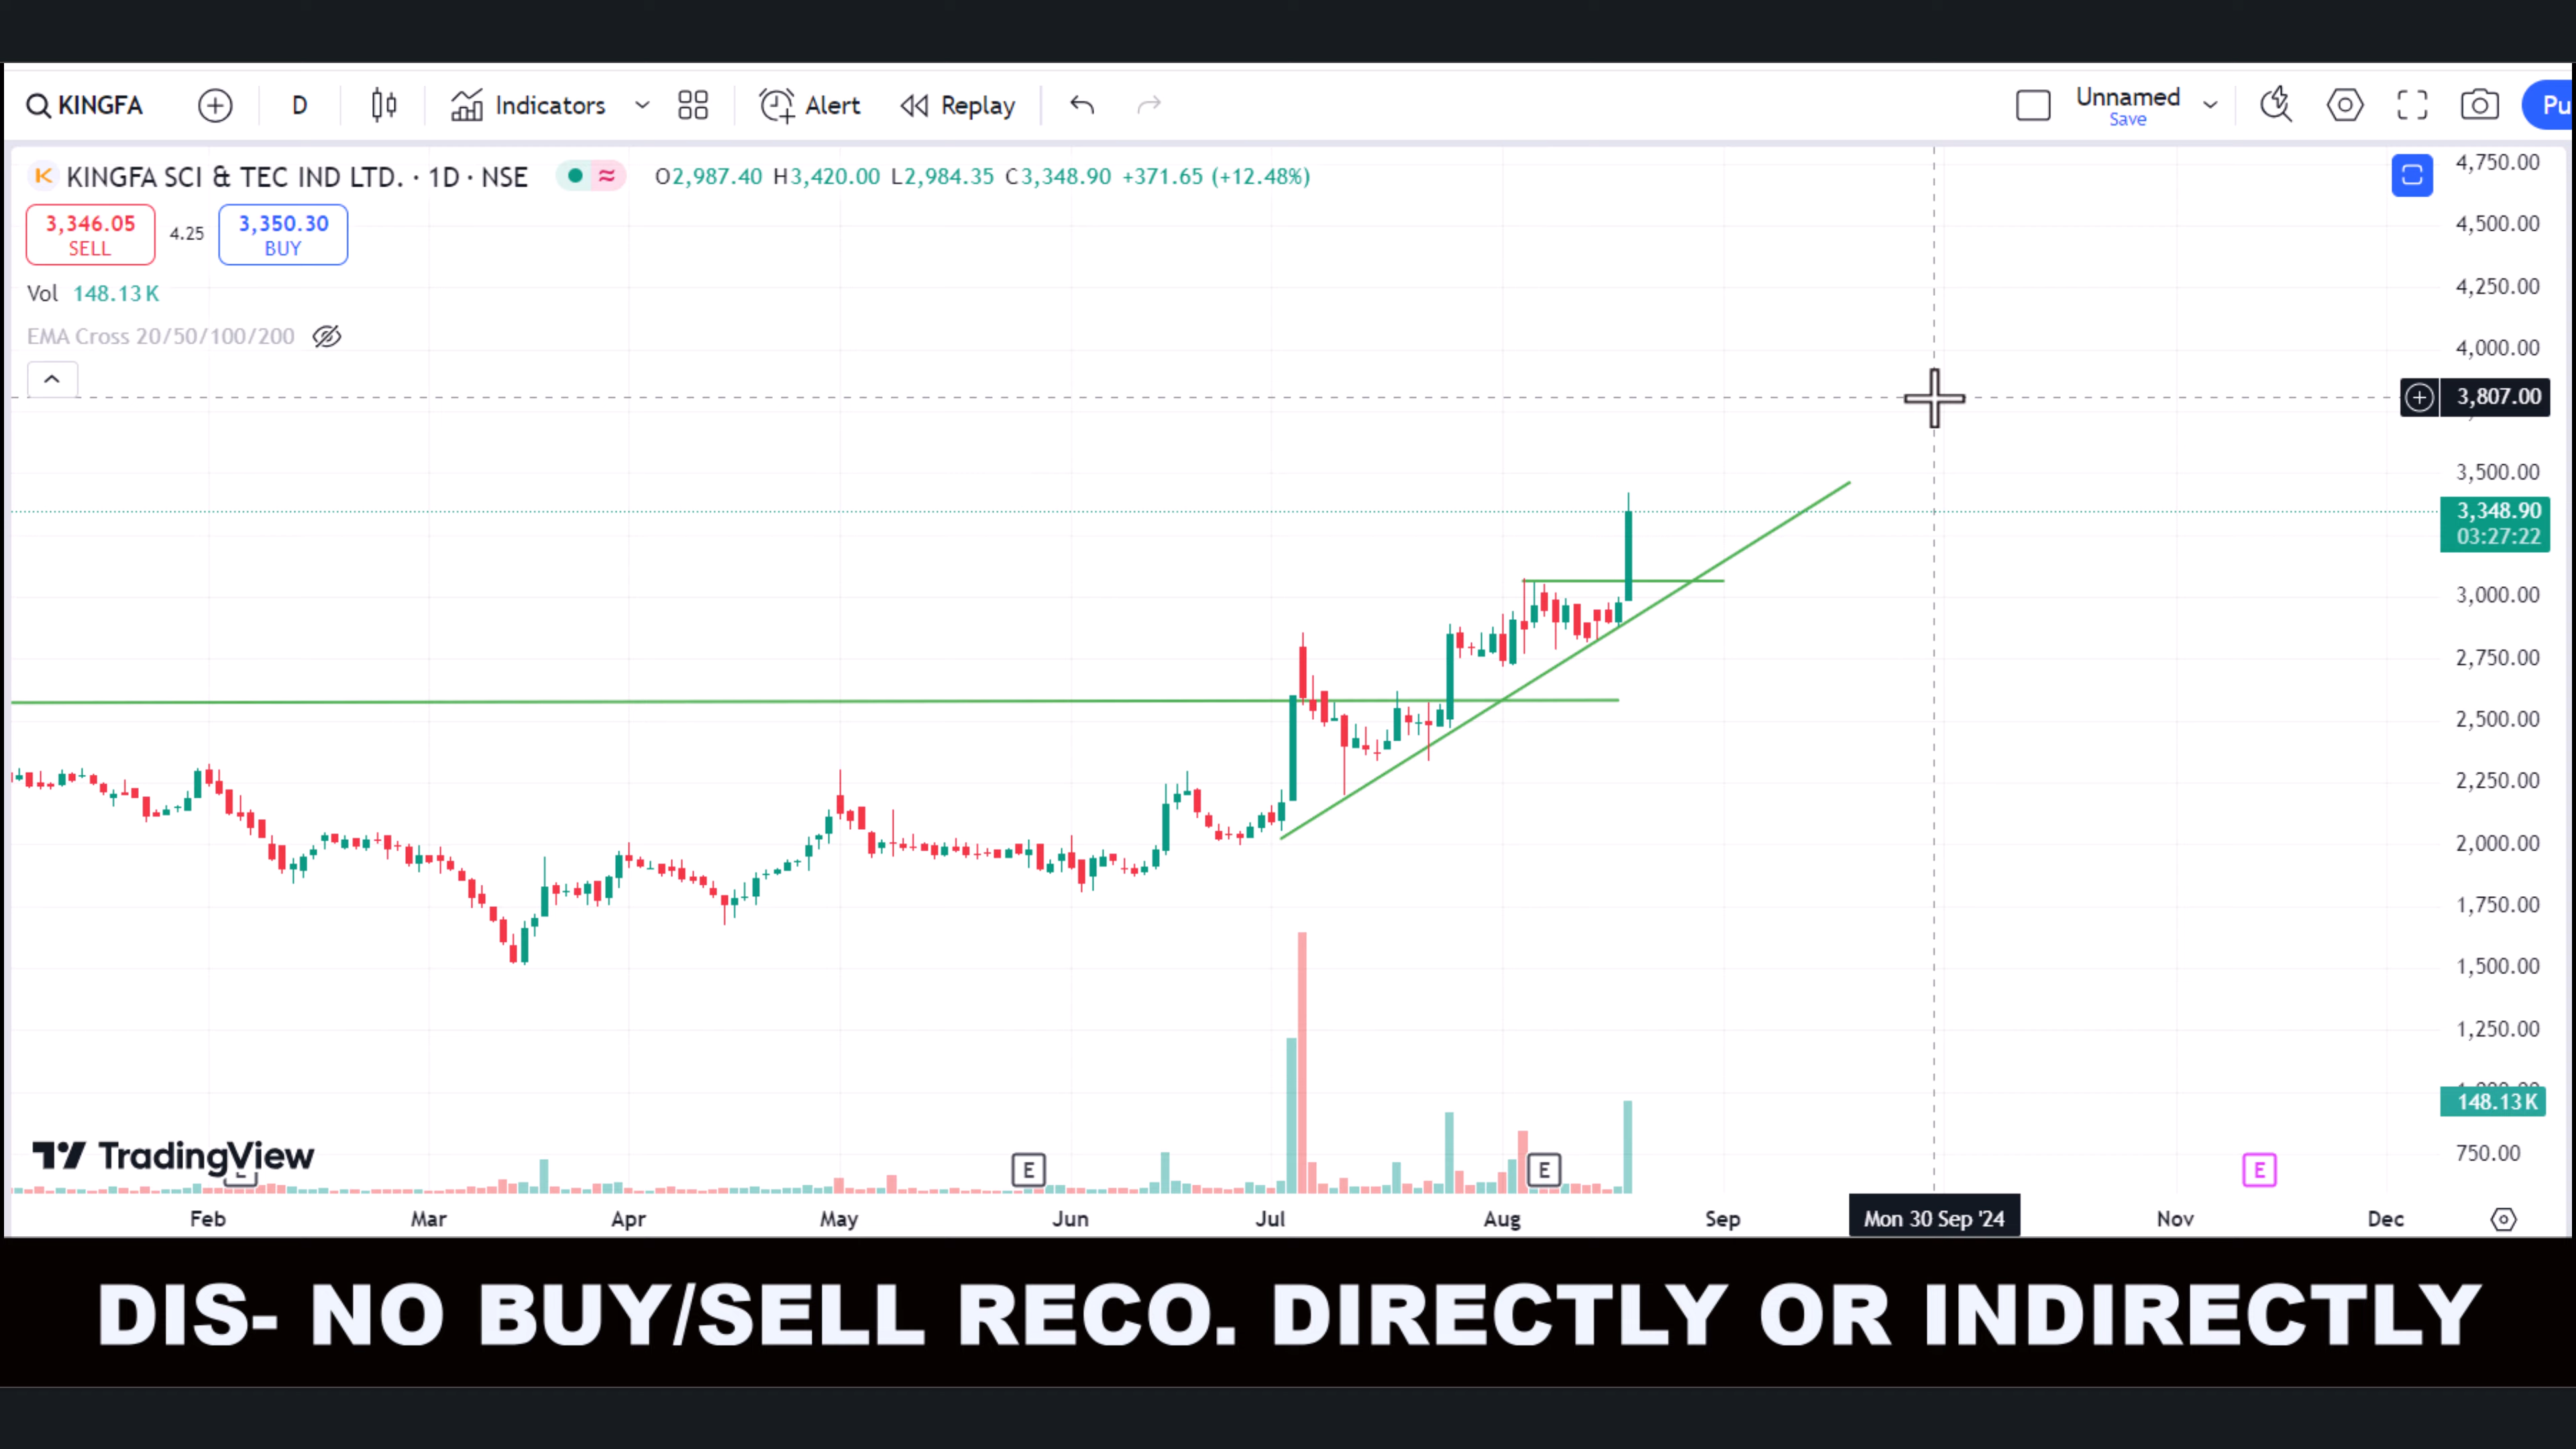 KINGFA D Indicators Alert Replay Unnamed Pu
Save
K KINGFA SCI & TEC IND LTD. · 1D · NSE ≈ O2,987.40 H3,420.00 L2,984.35 C3,348.90 +371.65 (+12.48%)
3,346.05 4.25 3,350.30
SELL BUY
Vol 148.13 K
EMA Cross 20/50/100/200
4,750.00
4,500.00
4,250.00
4,000.00
3,807.00
3,500.00
3,348.90
03:27:22
3,000.00
2,750.00
2,500.00
2,250.00
2,000.00
1,750.00
1,500.00
1,250.00
148.13 K
750.00
TradingView
E E E
Feb Mar Apr May Jun Jul Aug Sep Mon 30 Sep '24 Nov Dec
DIS- NO BUY/SELL RECO. DIRECTLY OR INDIRECTLY